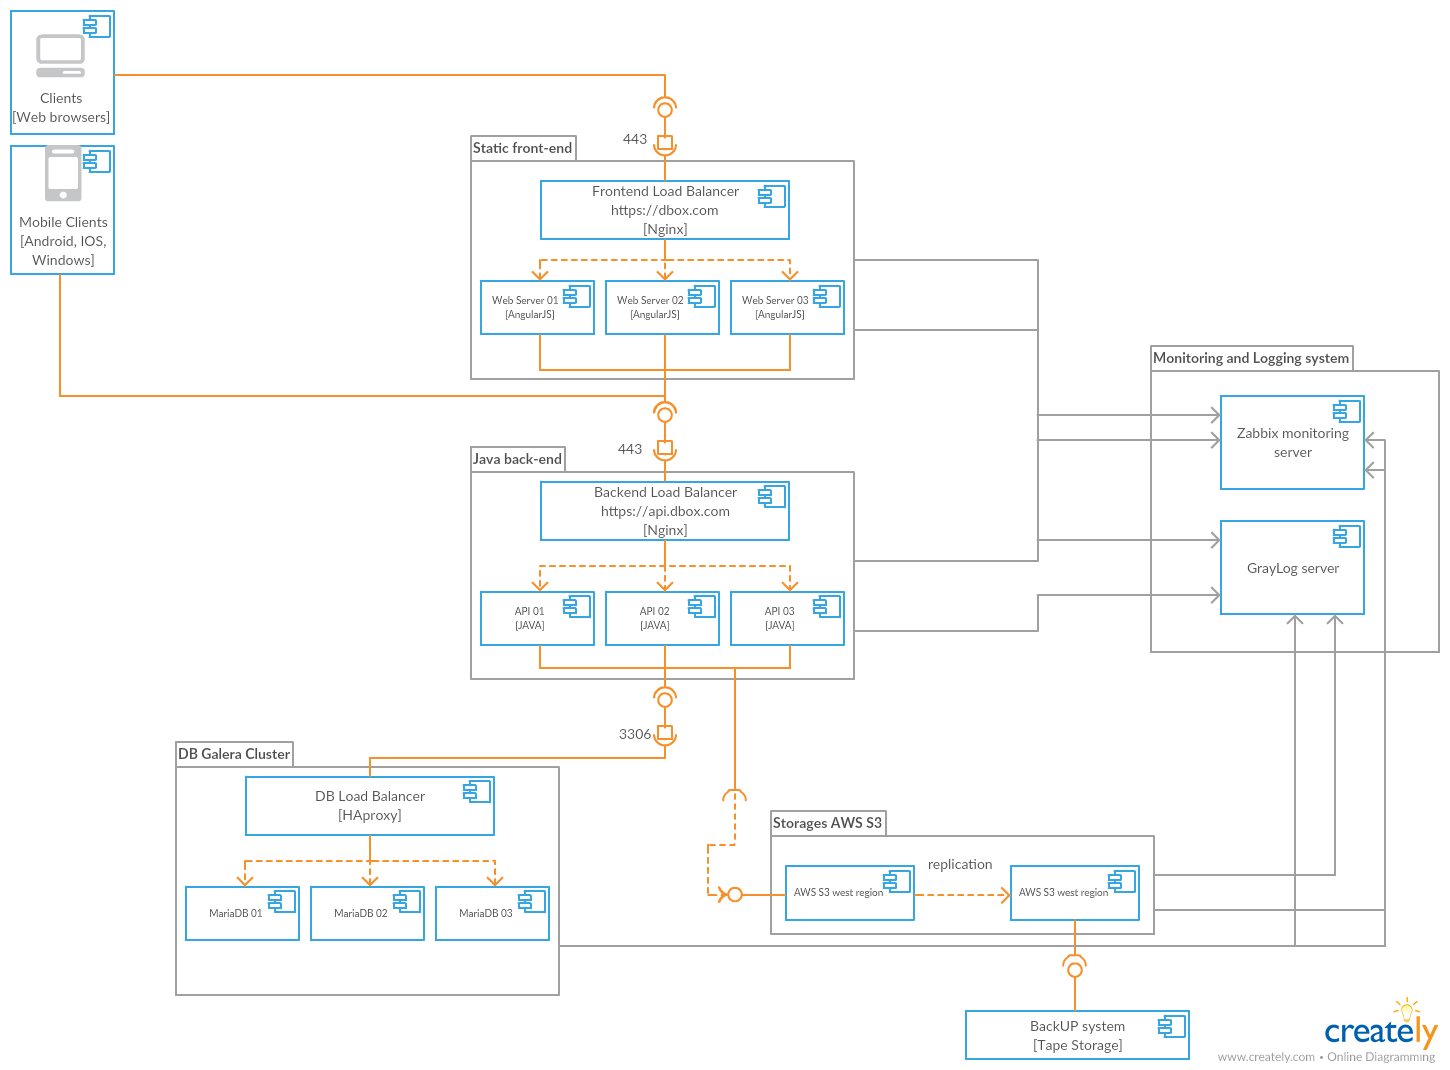 Clients
[Web browsers]
Mobile Clients
[Android, IOS,
Windows]
443
Static front-end
Frontend Load Balancer
https://dbox.com
[Nginx]
Web Server 01
[AngularJS]
Web Server 02
[AngularJS]
Web Server 03
[AngularJS]
443
Java back-end
Backend Load Balancer
https://api.dbox.com
[Nginx]
API 01
[JAVA]
API 02
[JAVA]
API 03
[JAVA]
Monitoring and Logging system
Zabbix monitoring
server
GrayLog server
3306
DB Galera Cluster
DB Load Balancer
[HAproxy]
MariaDB 01
MariaDB 02
MariaDB 03
Storages AWS S3
AWS S3 west region
replication
AWS S3 west region
BackUP system
[Tape Storage]
creately
www.creately.com • Online Diagramming